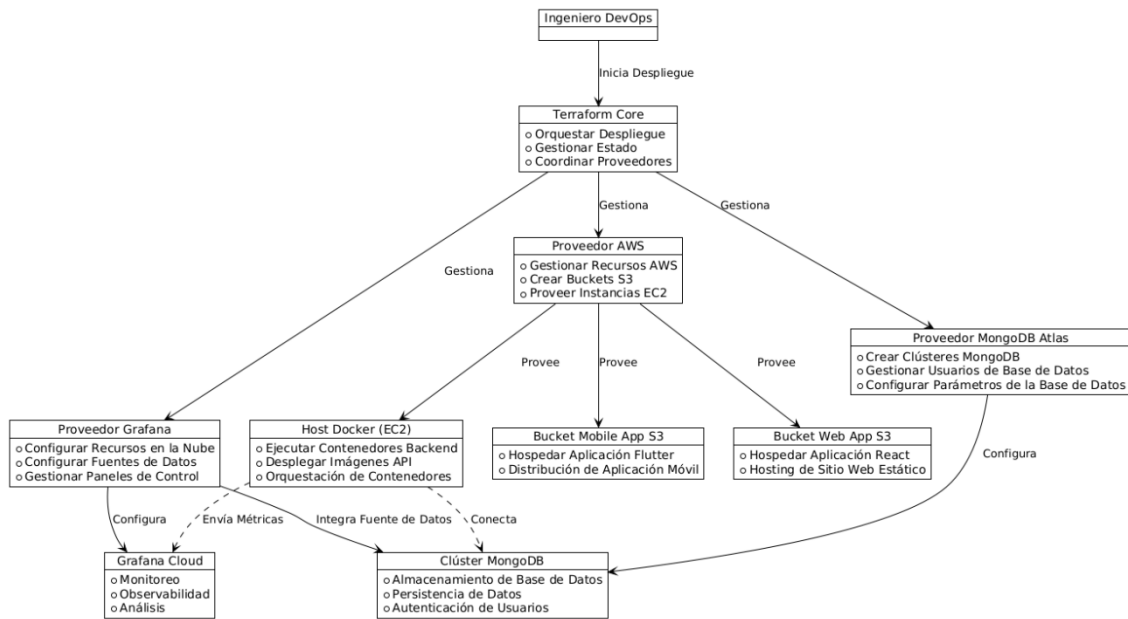 Ingeniero DevOps
Inicia Despliegue
Terraform Core
Orquestar Despliegue
Gestionar Estado
Coordinar Proveedores
Gestiona
Gestiona
Gestiona
Proveedor AWS
Gestionar Recursos AWS
Crear Buckets S3
Proveer Instancias EC2
Proveedor MongoDB Atlas
Crear Clústeres MongoDB
Gestionar Usuarios de Base de Datos
Configurar Parámetros de la Base de Datos
Provee
Provee
Provee
Proveedor Grafana
Configurar Recursos en la Nube
Configurar Fuentes de Datos
Gestionar Paneles de Control
Host Docker (EC2)
Ejecutar Contenedores Backend
Desplegar Imágenes API
Orquestación de Contenedores
Bucket Mobile App S3
Hospedar Aplicación Flutter
Distribución de Aplicación Móvil
Bucket Web App S3
Hospedar Aplicación React
Hosting de Sitio Web Estático
Configura
Configura
Envía Métricas
Integra Fuente de Datos
Conecta
Grafana Cloud
Monitoreo
Observabilidad
Análisis
Clúster MongoDB
Almacenamiento de Base de Datos
Persistencia de Datos
Autenticación de Usuarios